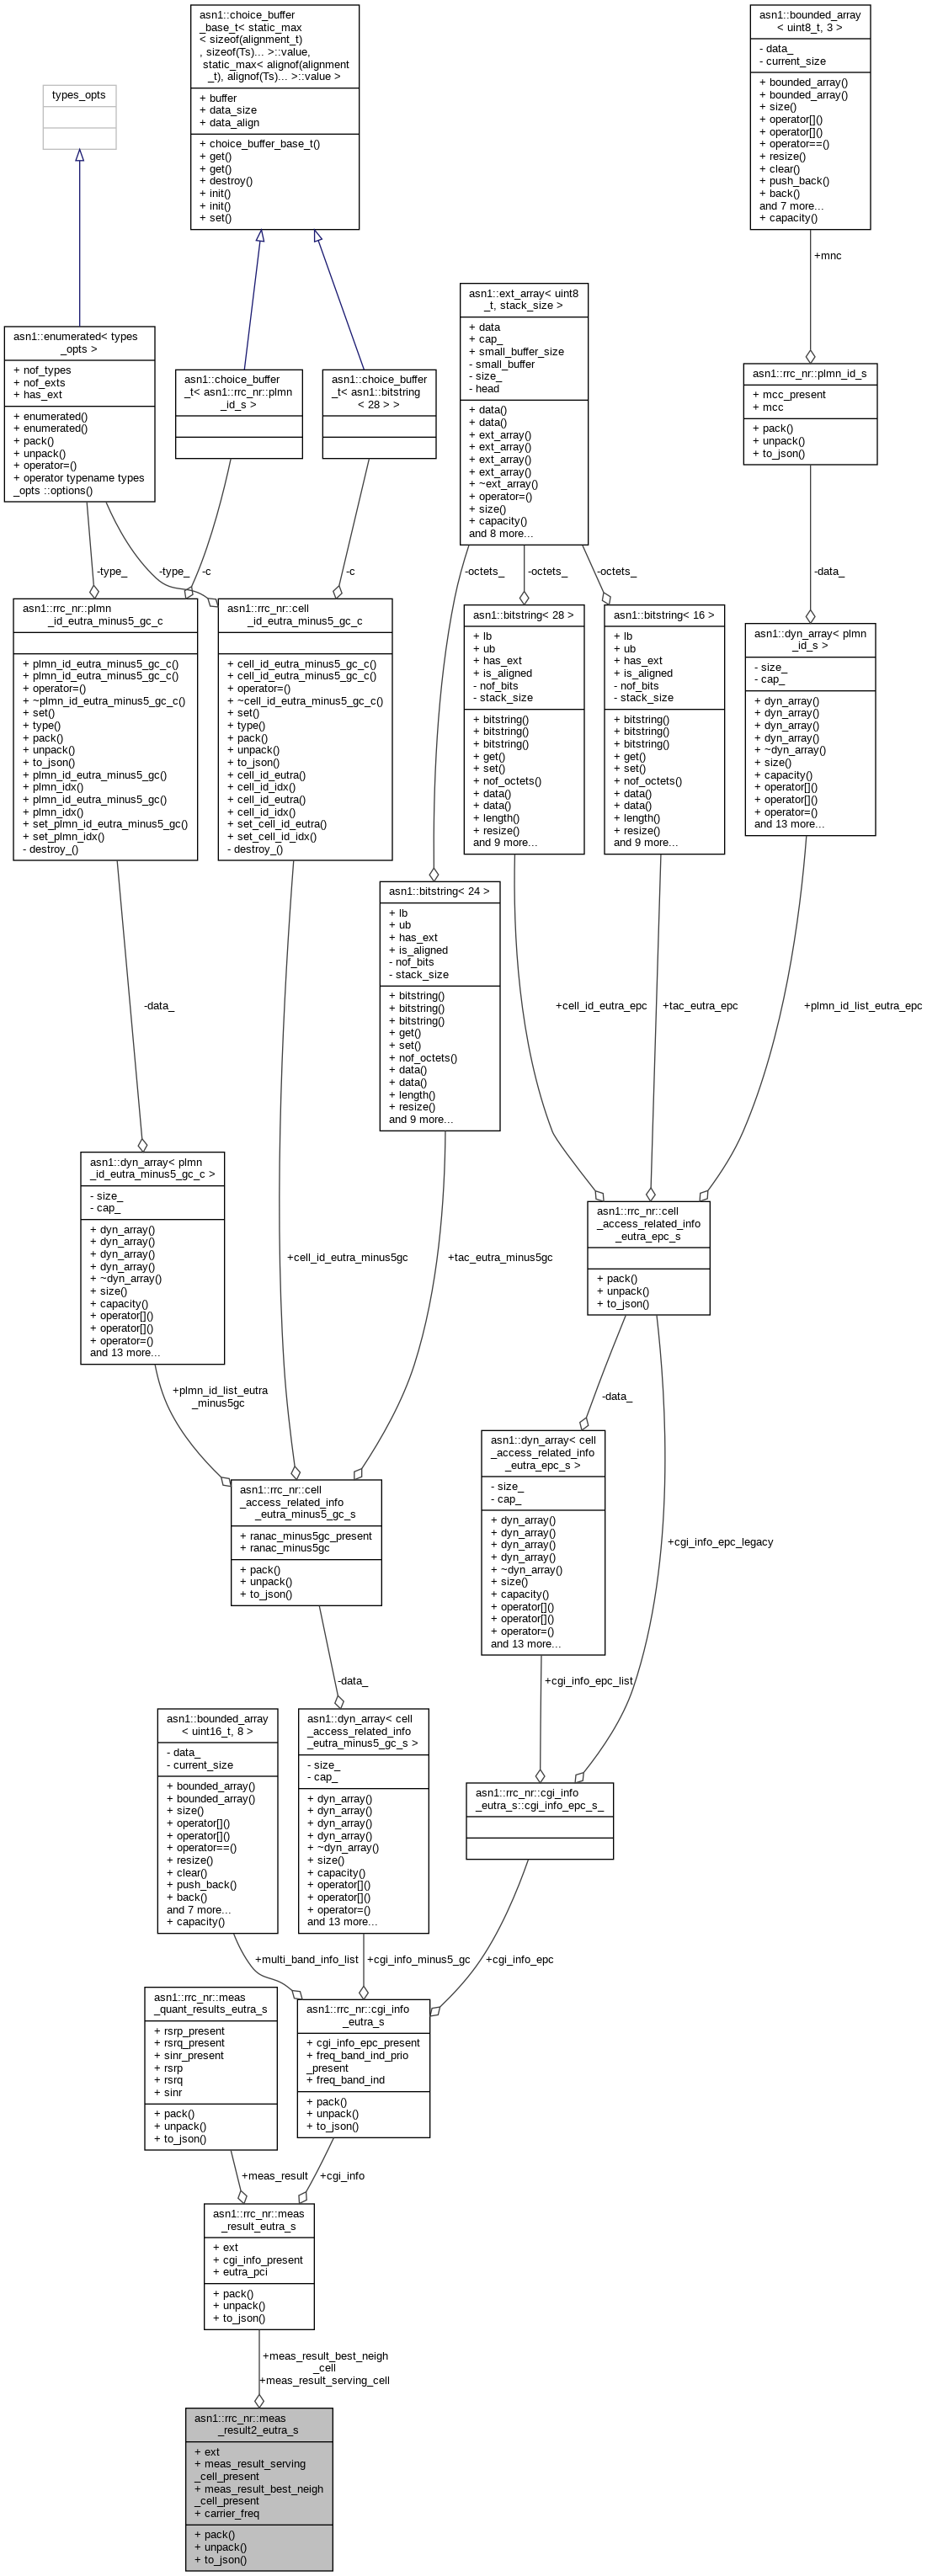 asn1::choice_buffer
_base_t< static_max
< sizeof(alignment_t)
, sizeof(Ts)... >::value,
static_max< alignof(alignment
_t), alignof(Ts)... >::value >
+ buffer
+ data_size
+ data_align
+ choice_buffer_base_t()
+ get()
+ get()
+ destroy()
+ init()
+ init()
+ set()
asn1::bounded_array
< uint8_t, 3 >
- data_
- current_size
+ bounded_array()
+ bounded_array()
+ size()
+ operator[]()
+ operator[]()
+ operator==()
+ resize()
+ clear()
+ push_back()
+ back()
and 7 more...
+ capacity()
types_opts
+mnc
asn1::ext_array< uint8
_t, stack_size >
+ data
+ cap_
+ small_buffer_size
- small_buffer
- size_
- head
+ data()
+ data()
+ ext_array()
+ ext_array()
+ ext_array()
+ ext_array()
+ ~ext_array()
+ operator=()
+ size()
+ capacity()
and 8 more...
asn1::enumerated< types
_opts >
+ nof_types
+ nof_exts
+ has_ext
+ enumerated()
+ enumerated()
+ pack()
+ unpack()
+ operator=()
+ operator typename types
_opts ::options()
asn1::choice_buffer
_t< asn1::rrc_nr::plmn
_id_s >
asn1::choice_buffer
_t< asn1::bitstring
< 28 > >
asn1::rrc_nr::plmn_id_s
+ mcc_present
+ mcc
+ pack()
+ unpack()
+ to_json()
-type_
-type_
-c
-c
-octets_
-octets_
-octets_
-data_
asn1::rrc_nr::plmn
_id_eutra_minus5_gc_c
+ plmn_id_eutra_minus5_gc_c()
+ plmn_id_eutra_minus5_gc_c()
+ operator=()
+ ~plmn_id_eutra_minus5_gc_c()
+ set()
+ type()
+ pack()
+ unpack()
+ to_json()
+ plmn_id_eutra_minus5_gc()
+ plmn_idx()
+ plmn_id_eutra_minus5_gc()
+ plmn_idx()
+ set_plmn_id_eutra_minus5_gc()
+ set_plmn_idx()
- destroy_()
asn1::rrc_nr::cell
_id_eutra_minus5_gc_c
+ cell_id_eutra_minus5_gc_c()
+ cell_id_eutra_minus5_gc_c()
+ operator=()
+ ~cell_id_eutra_minus5_gc_c()
+ set()
+ type()
+ pack()
+ unpack()
+ to_json()
+ cell_id_eutra()
+ cell_id_idx()
+ cell_id_eutra()
+ cell_id_idx()
+ set_cell_id_eutra()
+ set_cell_id_idx()
- destroy_()
asn1::bitstring< 28 >
+ lb
+ ub
+ has_ext
+ is_aligned
- nof_bits
- stack_size
+ bitstring()
+ bitstring()
+ bitstring()
+ get()
+ set()
+ nof_octets()
+ data()
+ data()
+ length()
+ resize()
and 9 more...
asn1::bitstring< 16 >
+ lb
+ ub
+ has_ext
+ is_aligned
- nof_bits
- stack_size
+ bitstring()
+ bitstring()
+ bitstring()
+ get()
+ set()
+ nof_octets()
+ data()
+ data()
+ length()
+ resize()
and 9 more...
asn1::dyn_array< plmn
_id_s >
- size_
- cap_
+ dyn_array()
+ dyn_array()
+ dyn_array()
+ dyn_array()
+ ~dyn_array()
+ size()
+ capacity()
+ operator[]()
+ operator[]()
+ operator=()
and 13 more...
asn1::bitstring< 24 >
+ lb
+ ub
+ has_ext
+ is_aligned
- nof_bits
- stack_size
+ bitstring()
+ bitstring()
+ bitstring()
+ get()
+ set()
+ nof_octets()
+ data()
+ data()
+ length()
+ resize()
and 9 more...
-data_
+cell_id_eutra_epc
+tac_eutra_epc
+plmn_id_list_eutra_epc
asn1::dyn_array< plmn
_id_eutra_minus5_gc_c >
- size_
- cap_
+ dyn_array()
+ dyn_array()
+ dyn_array()
+ dyn_array()
+ ~dyn_array()
+ size()
+ capacity()
+ operator[]()
+ operator[]()
+ operator=()
and 13 more...
asn1::rrc_nr::cell
_access_related_info
_eutra_epc_s
+ pack()
+ unpack()
+ to_json()
+cell_id_eutra_minus5gc
+tac_eutra_minus5gc
+plmn_id_list_eutra
_minus5gc
-data_
asn1::dyn_array< cell
_access_related_info
_eutra_epc_s >
- size_
- cap_
+ dyn_array()
+ dyn_array()
+ dyn_array()
+ dyn_array()
+ ~dyn_array()
+ size()
+ capacity()
+ operator[]()
+ operator[]()
+ operator=()
and 13 more...
asn1::rrc_nr::cell
_access_related_info
_eutra_minus5_gc_s
+ ranac_minus5gc_present
+ ranac_minus5gc
+ pack()
+ unpack()
+ to_json()
+cgi_info_epc_legacy
-data_
+cgi_info_epc_list
asn1::bounded_array
< uint16_t, 8 >
- data_
- current_size
+ bounded_array()
+ bounded_array()
+ size()
+ operator[]()
+ operator[]()
+ operator==()
+ resize()
+ clear()
+ push_back()
+ back()
and 7 more...
+ capacity()
asn1::dyn_array< cell
_access_related_info
_eutra_minus5_gc_s >
- size_
- cap_
+ dyn_array()
+ dyn_array()
+ dyn_array()
+ dyn_array()
+ ~dyn_array()
+ size()
+ capacity()
+ operator[]()
+ operator[]()
+ operator=()
and 13 more...
asn1::rrc_nr::cgi_info
_eutra_s::cgi_info_epc_s_
+multi_band_info_list
+cgi_info_minus5_gc
+cgi_info_epc
asn1::rrc_nr::meas
_quant_results_eutra_s
+ rsrp_present
+ rsrq_present
+ sinr_present
+ rsrp
+ rsrq
+ sinr
+ pack()
+ unpack()
+ to_json()
asn1::rrc_nr::cgi_info
_eutra_s
+ cgi_info_epc_present
+ freq_band_ind_prio
_present
+ freq_band_ind
+ pack()
+ unpack()
+ to_json()
+meas_result
+cgi_info
asn1::rrc_nr::meas
_result_eutra_s
+ ext
+ cgi_info_present
+ eutra_pci
+ pack()
+ unpack()
+ to_json()
+meas_result_best_neigh
_cell
+meas_result_serving_cell
asn1::rrc_nr::meas
_result2_eutra_s
+ ext
+ meas_result_serving
_cell_present
+ meas_result_best_neigh
_cell_present
+ carrier_freq
+ pack()
+ unpack()
+ to_json()